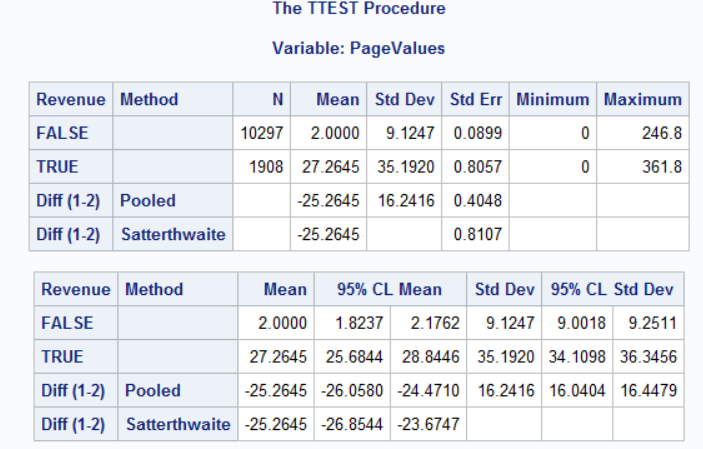 The TTEST Procedure
Variable: PageValues
Revenue Method N Mean Std Dev Std Err Minimum Maximum
FALSE 10297 2.0000 9.1247 0.0899 0 246.8
TRUE 1908 27.2645 35.1920 0.8057 0 361.8
Diff (1-2) Pooled -25.2645 16.2416 0.4048
Diff (1-2) Satterthwaite -25.2645 0.8107
Revenue Method Mean 95% CL Mean Std Dev 95% CL Std Dev
FALSE 2.0000 1.8237 2.1762 9.1247 9.0018 9.2511
TRUE 27.2645 25.6844 28.8446 35.1920 34.1098 36.3456
Diff (1-2) Pooled -25.2645 -26.0580 -24.4710 16.2416 16.0404 16.4479
Diff (1-2) Satterthwaite -25.2645 -26.8544 -23.6747